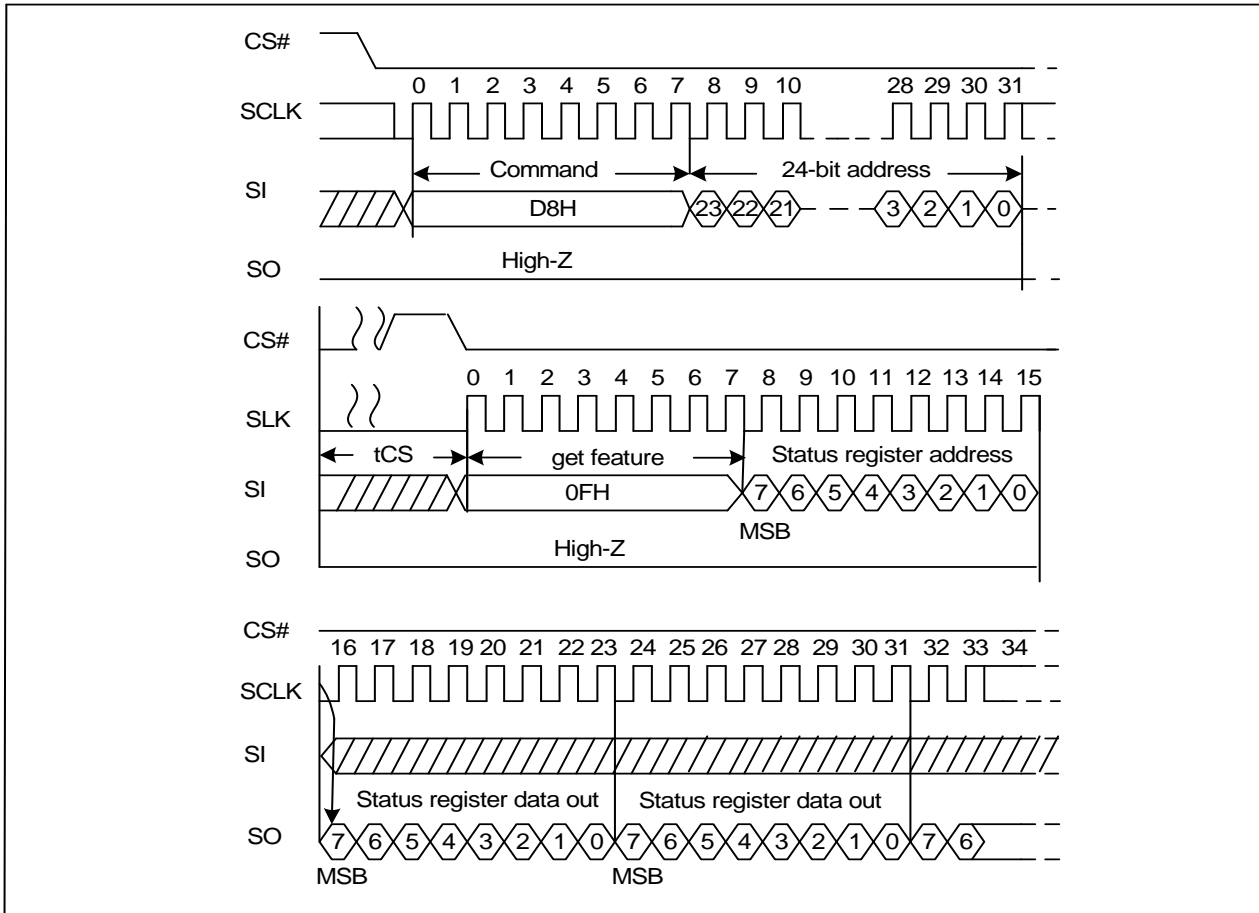 CS#
0 1 2 3 4 5 6 7 8 9 10 28 29 30 31
SCLK
Command 24-bit address
SI
D8H 23 22 21 3 2 1 0
High-Z
SO
CS#
0 1 2 3 4 5 6 7 8 9 10 11 12 13 14 15
SLK
tCS get feature Status register address
SI
0FH 7 6 5 4 3 2 1 0
MSB
High-Z
SO
CS#
16 17 18 19 20 21 22 23 24 25 26 27 28 29 30 31 32 33 34
SCLK
SI
Status register data out Status register data out
SO 7 6 5 4 3 2 1 0 7 6 5 4 3 2 1 0 7 6
MSB MSB